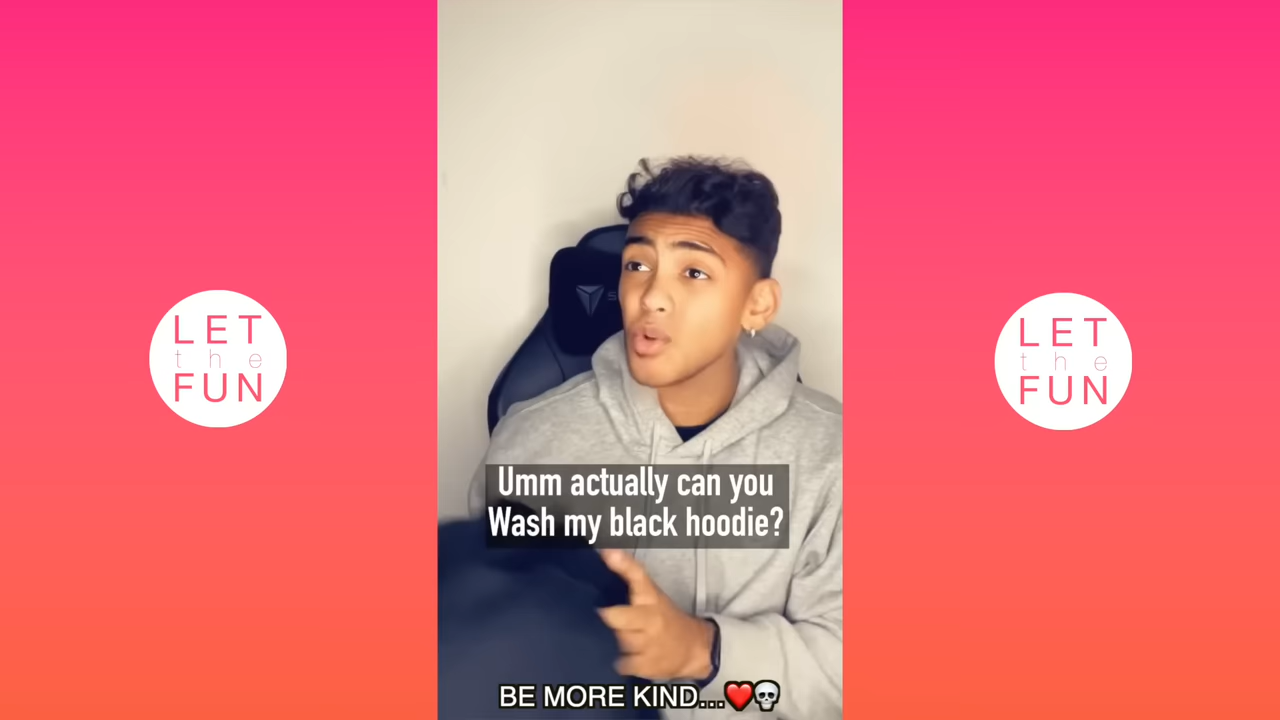 LET
the
FUN
Umm actually can you
Wash my black hoodie?
BE MORE KIND...❤️💀
LET
the
FUN